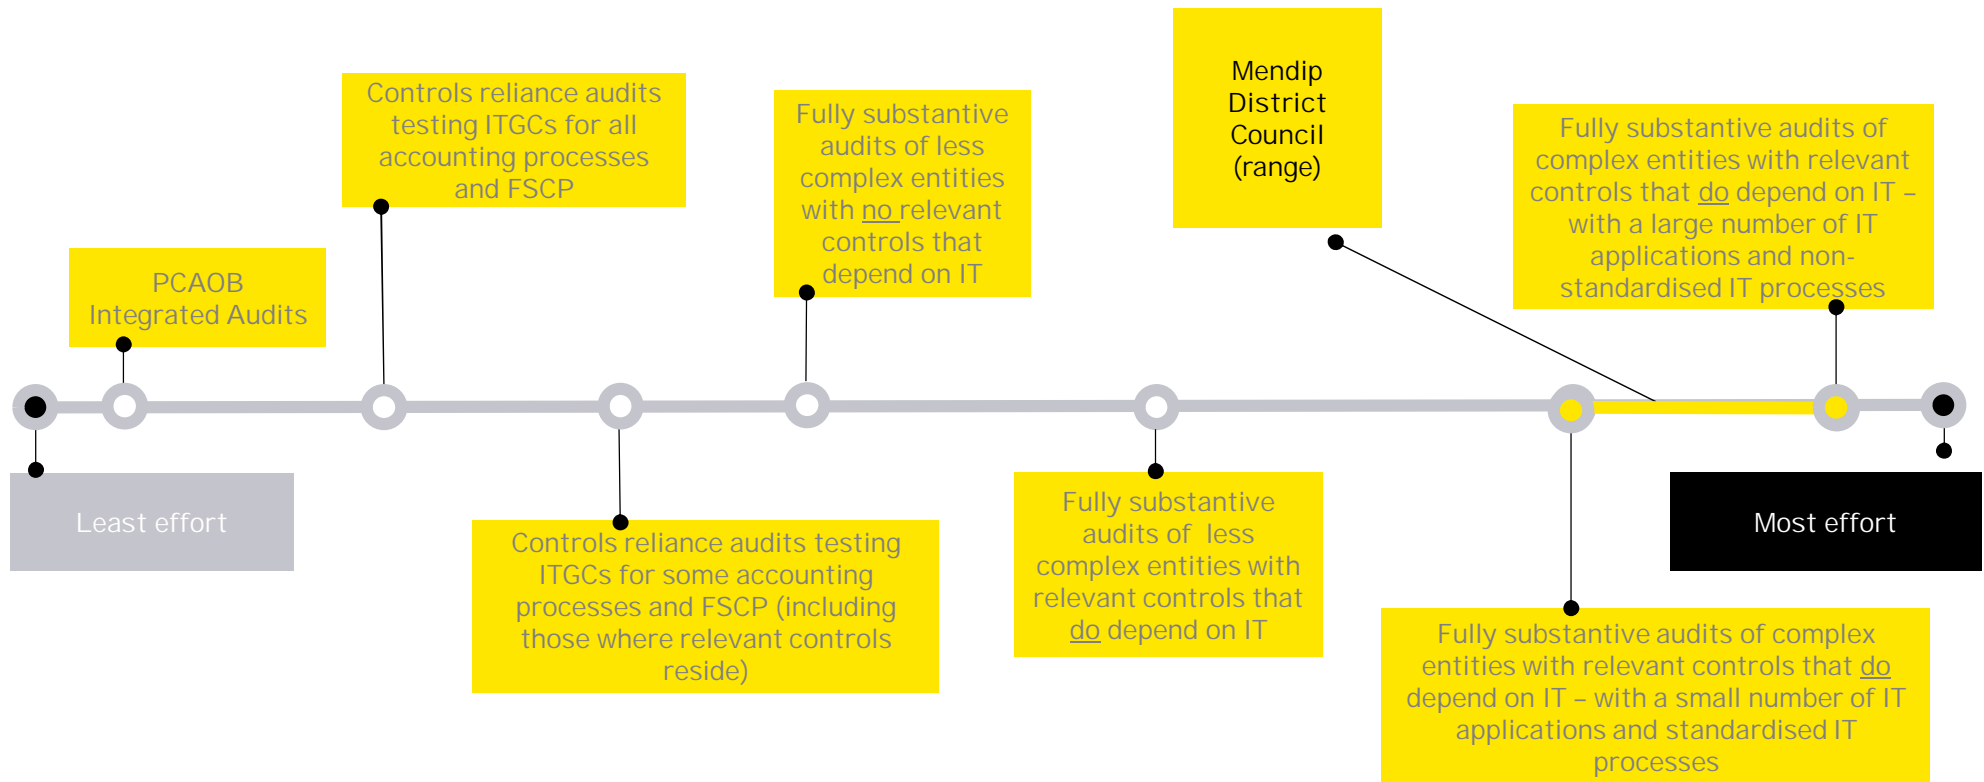 PCAOB
Integrated Audits
Controls reliance audits
testing ITGCs for all
accounting processes
and FSCP
Fully substantive
audits of less
complex entities
with no relevant
controls that
depend on IT
Mendip
District
Council
(range)
Fully substantive audits of
complex entities with relevant
controls that do depend on IT –
with a large number of IT
applications and non-
standardised IT processes
Least effort
Controls reliance audits testing
ITGCs for some accounting
processes and FSCP (including
those where relevant controls
reside)
Fully substantive
audits of less
complex entities with
relevant controls that
do depend on IT
Fully substantive audits of complex
entities with relevant controls that do
depend on IT – with a small number of IT
applications and standardised IT
processes
Most effort